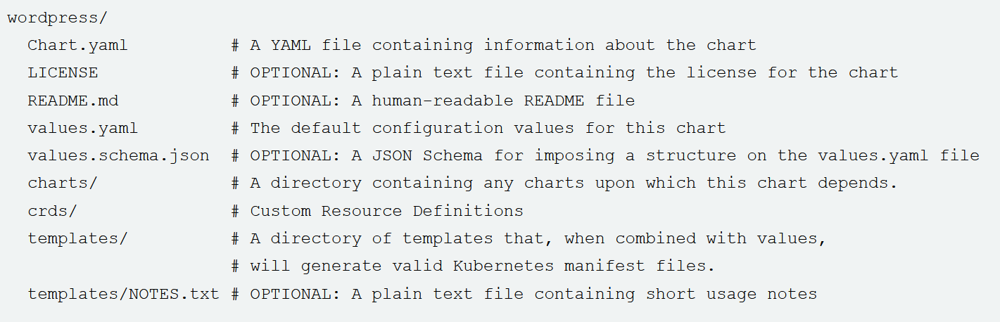 wordpress/
  Chart.yaml          # A YAML file containing information about the chart
  LICENSE             # OPTIONAL: A plain text file containing the license for the chart
  README.md           # OPTIONAL: A human-readable README file
  values.yaml         # The default configuration values for this chart
  values.schema.json  # OPTIONAL: A JSON Schema for imposing a structure on the values.yaml file
  charts/             # A directory containing any charts upon which this chart depends.
  crds/               # Custom Resource Definitions
  templates/          # A directory of templates that, when combined with values,
                      # will generate valid Kubernetes manifest files.
  templates/NOTES.txt # OPTIONAL: A plain text file containing short usage notes